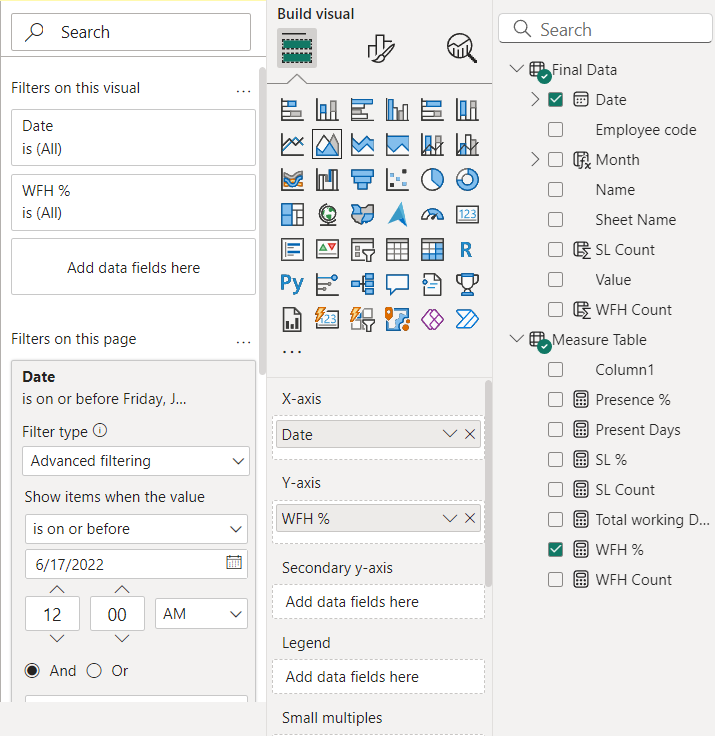 Search
Filters on this visual
...
Date
is (All)
WFH %
is (All)
Add data fields here
Filters on this page
...
Date
is on or before Friday, J...
Filter type
Advanced filtering
Show items when the value
is on or before
6/17/2022
12
00
AM
And
Or
Build visual
123
R
Py
123
...
X-axis
Date
Y-axis
WFH %
Secondary y-axis
Add data fields here
Legend
Add data fields here
Small multiples
Search
Final Data
Date
Employee code
Month
Name
Sheet Name
SL Count
Value
WFH Count
Measure Table
Column1
Presence %
Present Days
SL %
SL Count
Total working D...
WFH %
WFH Count